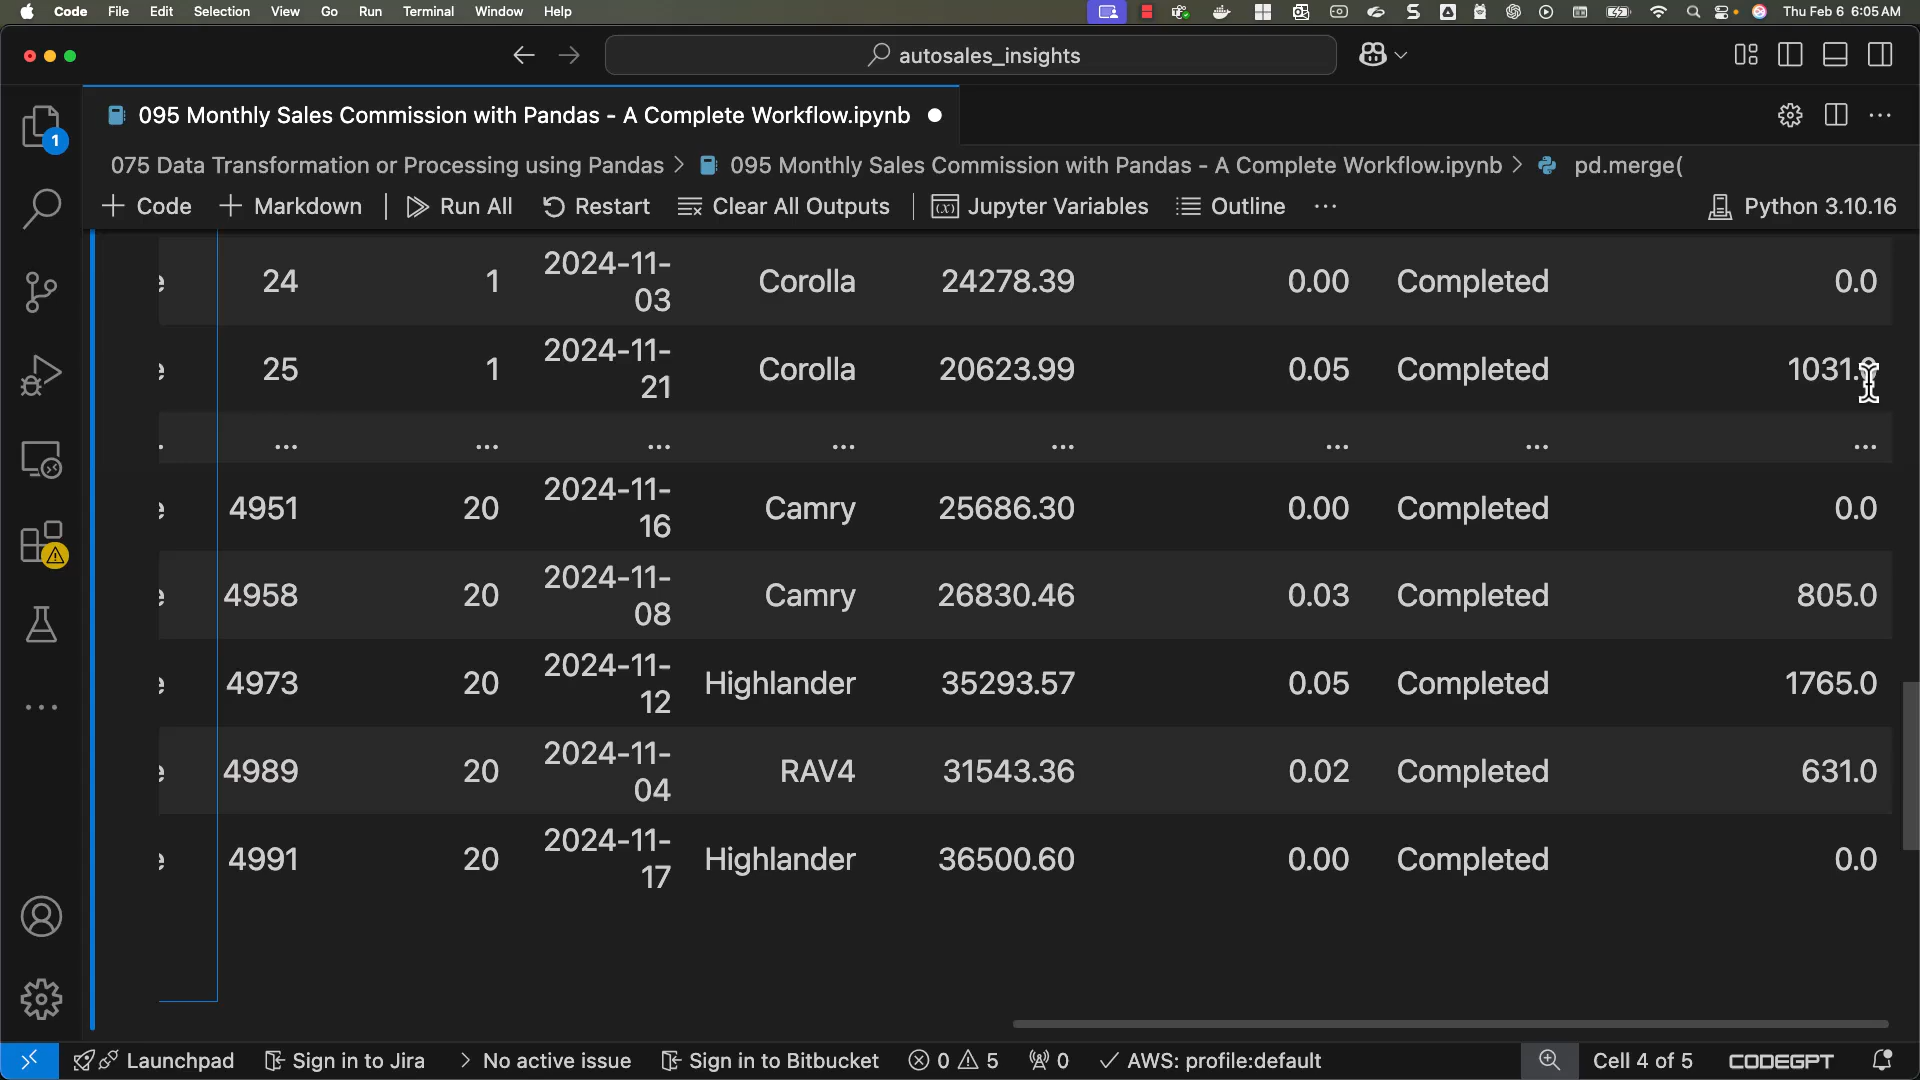 Code File Edit Selection View Go Run Terminal Window Help Thu Feb 6 6:05 AM
autosales_insights
095 Monthly Sales Commission with Pandas - A Complete Workflow.ipynb
1
075 Data Transformation or Processing using Pandas > 095 Monthly Sales Commission with Pandas - A Complete Workflow.ipynb > pd.merge(
+ Code + Markdown Run All Restart Clear All Outputs Jupyter Variables Outline ... Python 3.10.16
e 24 1 2024-11-03 Corolla 24278.39 0.00 Completed 0.0
e 25 1 2024-11-21 Corolla 20623.99 0.05 Completed 1031.
. ... ... ... ... ... ... ... ...
e 4951 20 2024-11-16 Camry 25686.30 0.00 Completed 0.0
e 4958 20 2024-11-08 Camry 26830.46 0.03 Completed 805.0
e 4973 20 2024-11-12 Highlander 35293.57 0.05 Completed 1765.0
e 4989 20 2024-11-04 RAV4 31543.36 0.02 Completed 631.0
e 4991 20 2024-11-17 Highlander 36500.60 0.00 Completed 0.0
Launchpad Sign in to Jira > No active issue Sign in to Bitbucket 0 5 0 AWS: profile:default Cell 4 of 5 CODEGPT